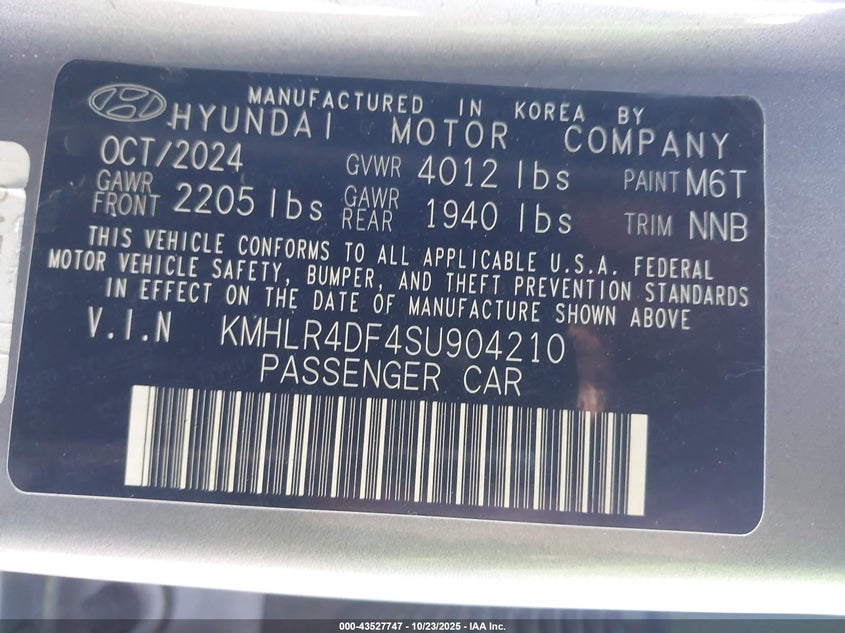 MANUFACTURED IN KOREA BY
HYUNDAI MOTOR COMPANY
OCT/2024 GVWR 4012 lbs PAINT M6T
GAWR FRONT 2205 lbs GAWR REAR 1940 lbs TRIM NNB
THIS VEHICLE CONFORMS TO ALL APPLICABLE U.S.A. FEDERAL
MOTOR VEHICLE SAFETY, BUMPER, AND THEFT PREVENTION STANDARDS
IN EFFECT ON THE DATE OF MANUFACTURE SHOWN ABOVE
V.I.N KMHLR4DF4SU904210
PASSENGER CAR
000-43527747 - 10/23/2025 - IAA Inc.